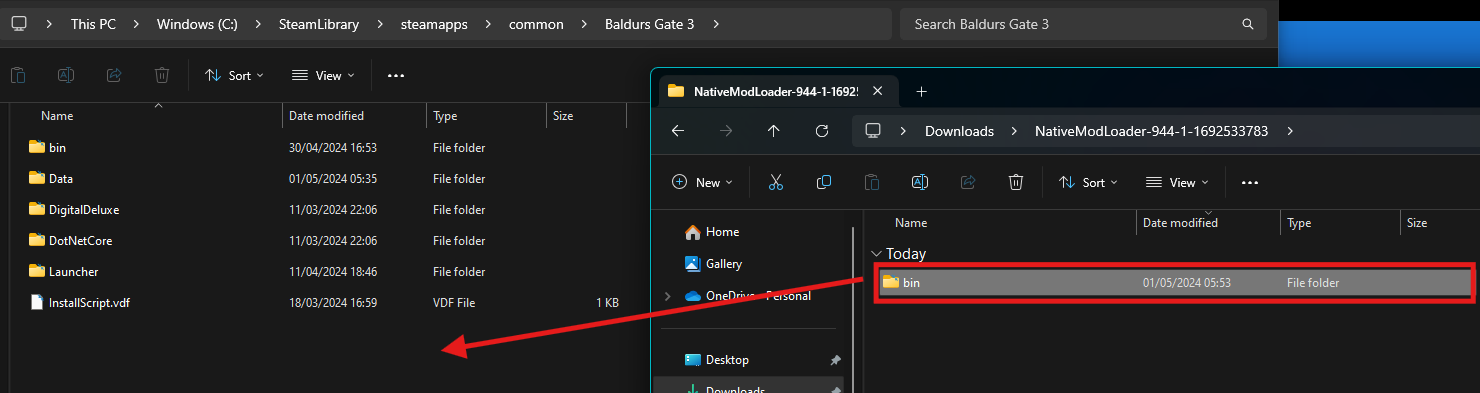 This PC > Windows (C:) > SteamLibrary > steamapps > common > Baldurs Gate 3 >
Search Baldurs Gate 3
Sort
View
Name Date modified Type Size
bin 30/04/2024 16:53 File folder
Data 01/05/2024 05:35 File folder
DigitalDeluxe 11/03/2024 22:06 File folder
DotNetCore 11/03/2024 22:06 File folder
Launcher 11/04/2024 18:46 File folder
InstallScript.vdf 18/03/2024 16:59 VDF File 1 KB
NativeModLoader-944-1-1692
Downloads > NativeModLoader-944-1-1692533783 >
New
Sort
View
Home
Gallery
OneDrive - Personal
Desktop
Downloads
Name Date modified Type Size
Today
bin 01/05/2024 05:53 File folder